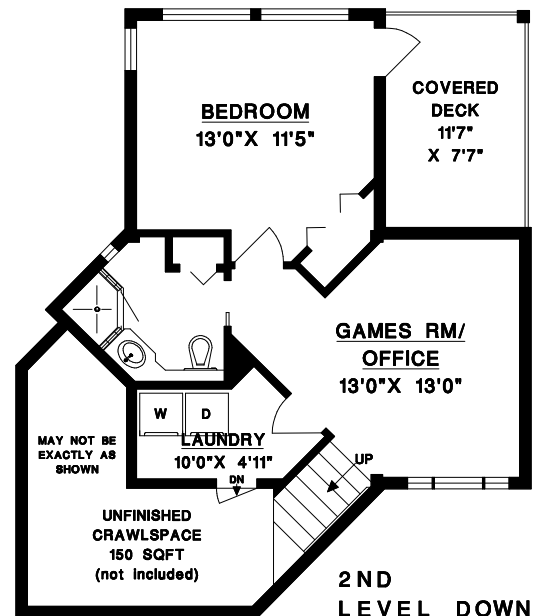 BEDROOM
13'0"X 11'5"
COVERED
DECK
11'7"
X 7'7"
GAMES RM/
OFFICE
13'0"X 13'0"
W
D
LAUNDRY
10'0"X 4'11"
MAY NOT BE
EXACTLY AS
SHOWN
UP
DN
UNFINISHED
CRAWLSPACE
150 SQFT
(not included)
2ND
LEVEL DOWN